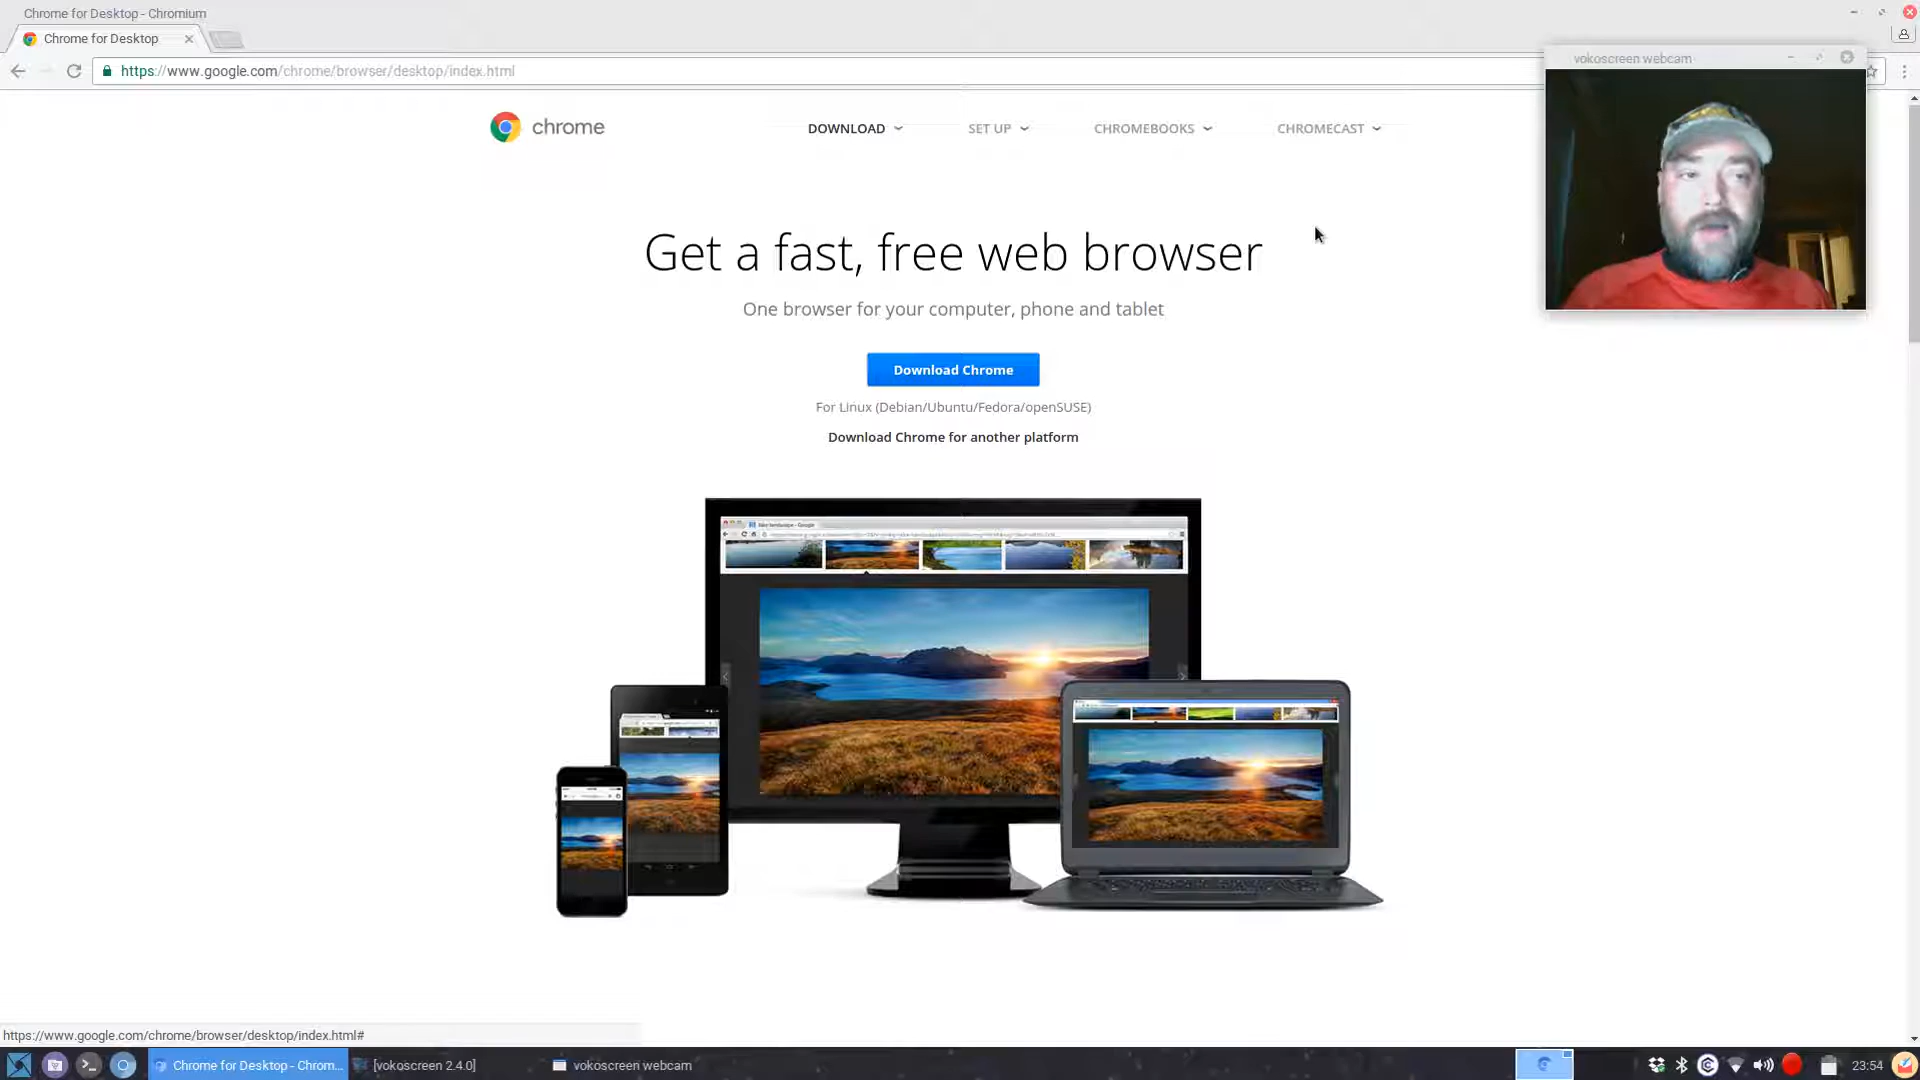 Chrome for Desktop - Chromium
Chrome for Desktop
https://www.google.com/chrome/browser/desktop/index.html
vokoscreen webcam
chrome
DOWNLOAD
SET UP
CHROMEBOOKS
CHROMECAST
Get a fast, free web browser
One browser for your computer, phone and tablet
Download Chrome
For Linux (Debian/Ubuntu/Fedora/openSUSE)
Download Chrome for another platform
https://www.google.com/chrome/browser/desktop/index.html#
Chrome for Desktop - Chrom...
[vokoscreen 2.4.0]
vokoscreen webcam
23:54